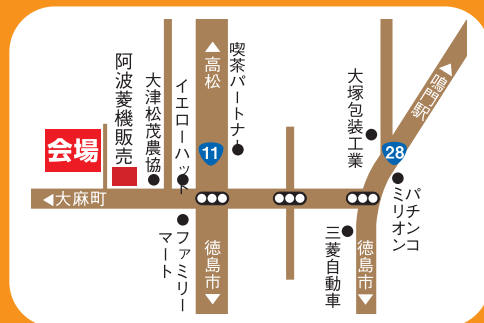 会場
阿波菱機販売
大津松茂農協
イエローハット
▲高松
喫茶パートナー
11
大塚包装工業
28
▲鳴門駅
◀大麻町
ファミリー
マート
徳島市▼
三菱自動車
徳島市▼
パチンコ
ミリオン